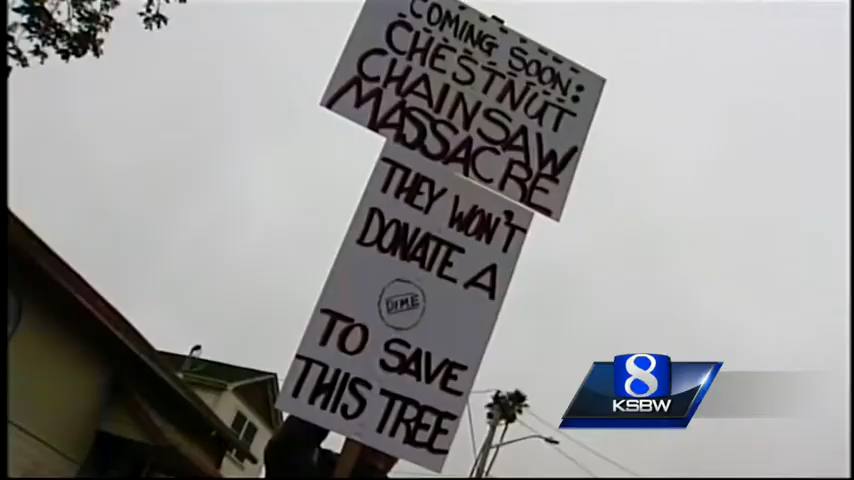 COMING SOON:
CHESTNUT
CHAINSAW
MASSACRE
THEY WON'T
DONATE A
DIME
TO SAVE
THIS TREE
8
KSBW